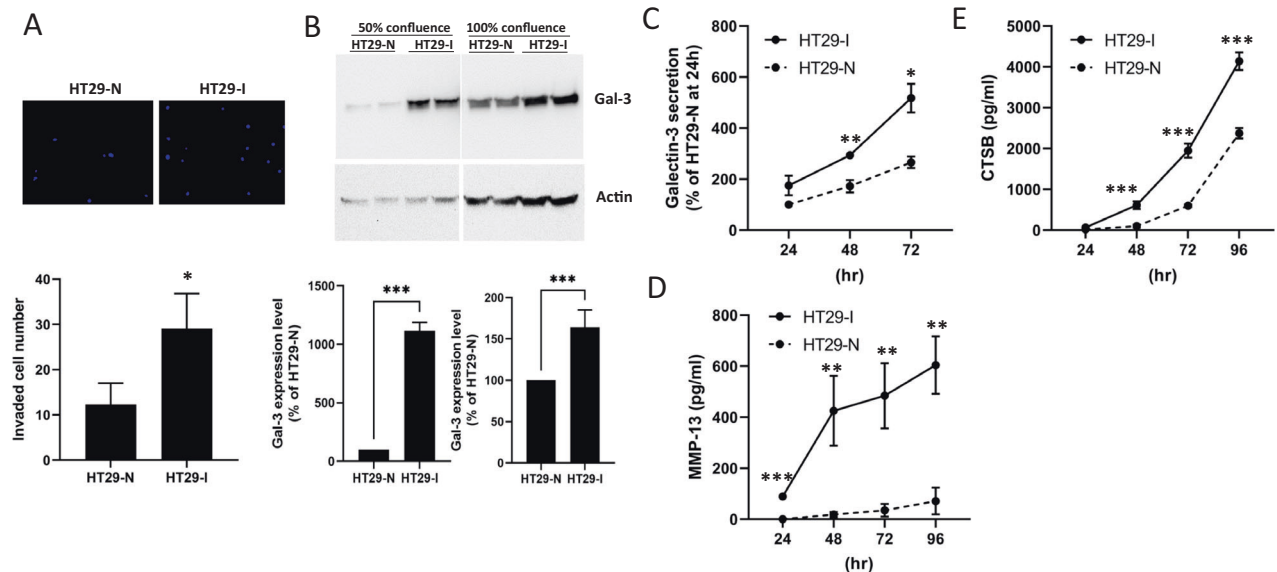 A
HT29-N
HT29-I
Invaded cell number
40
30
20
10
0
*
HT29-N
HT29-I
B
50% confluence
100% confluence
HT29-N
HT29-I
HT29-N
HT29-I
Gal-3
Actin
Gal-3 expression level
(% of HT29-N)
1500
1000
500
0
***
HT29-N
HT29-I
Gal-3 expression level
(% of HT29-N)
200
150
100
50
0
***
HT29-N
HT29-I
C
HT29-I
HT29-N
Galectin-3 secretion
(% of HT29-N at 24h)
800
600
400
200
0
**
*
24
48
72
(hr)
D
HT29-I
HT29-N
MMP-13 (pg/ml)
800
600
400
200
0
***
**
**
**
24
48
72
96
(hr)
E
HT29-I
HT29-N
CTSB (pg/ml)
5000
4000
3000
2000
1000
0
***
***
***
24
48
72
96
(hr)